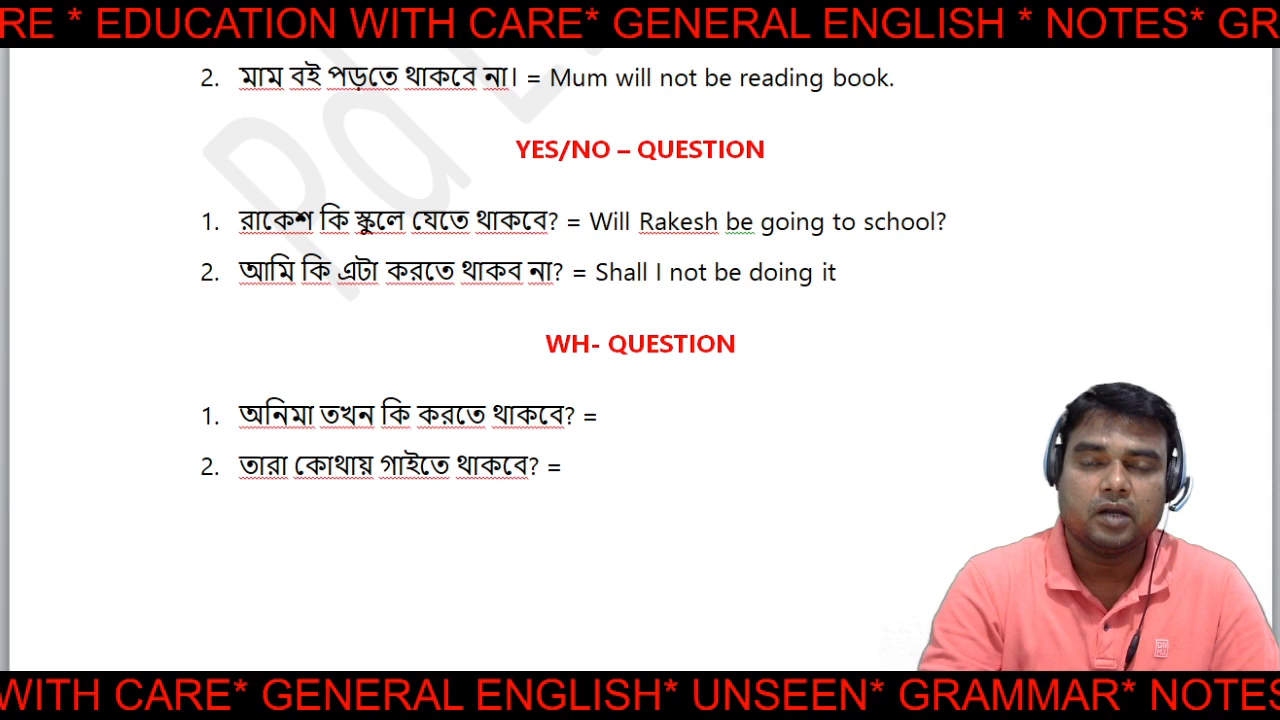 RE * EDUCATION WITH CARE* GENERAL ENGLISH * NOTES* GR
2. মাম বই পড়তে থাকবে না। = Mum will not be reading book.
YES/NO – QUESTION
1. রাকেশ কি স্কুলে যেতে থাকবে? = Will Rakesh be going to school?
2. আমি কি এটা করতে থাকব না? = Shall I not be doing it
WH- QUESTION
1. অনিমা তখন কি করতে থাকবে? =
2. তারা কোথায় গাইতে থাকবে? =
WITH CARE* GENERAL ENGLISH* UNSEEN* GRAMMAR* NOTES